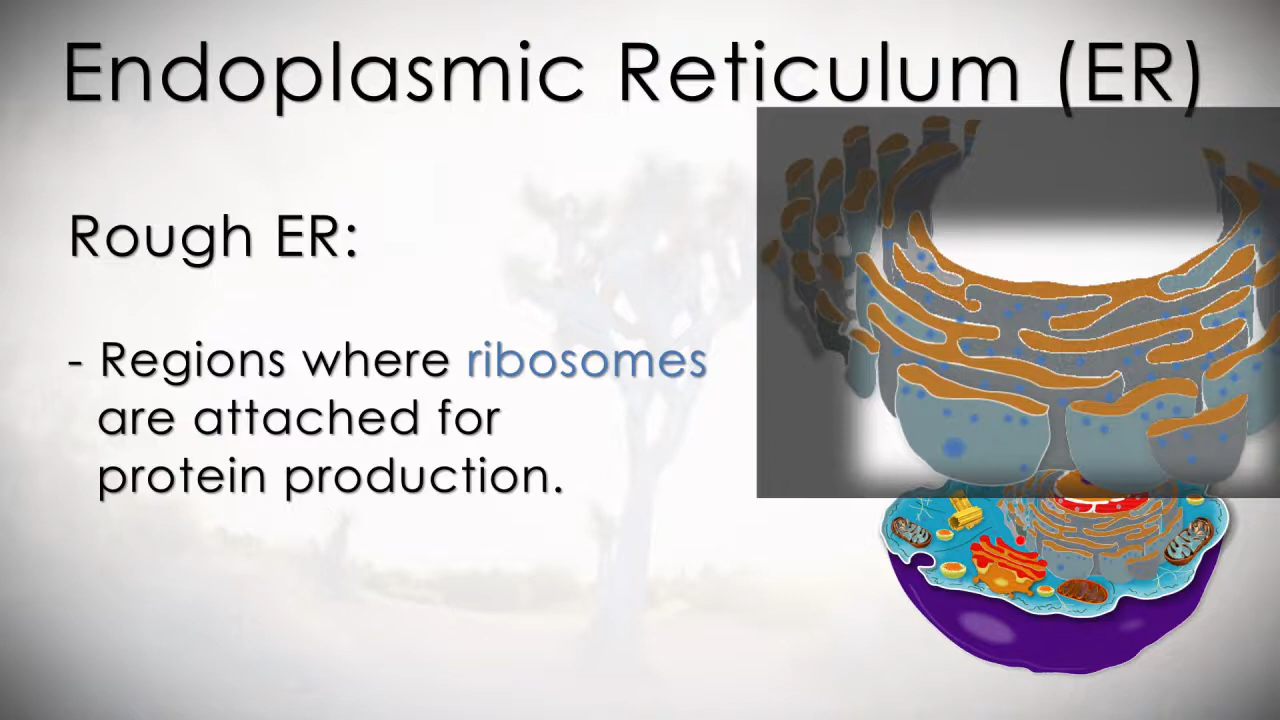 Endoplasmic Reticulum (ER)
Rough ER:
- Regions where ribosomes
are attached for
protein production.